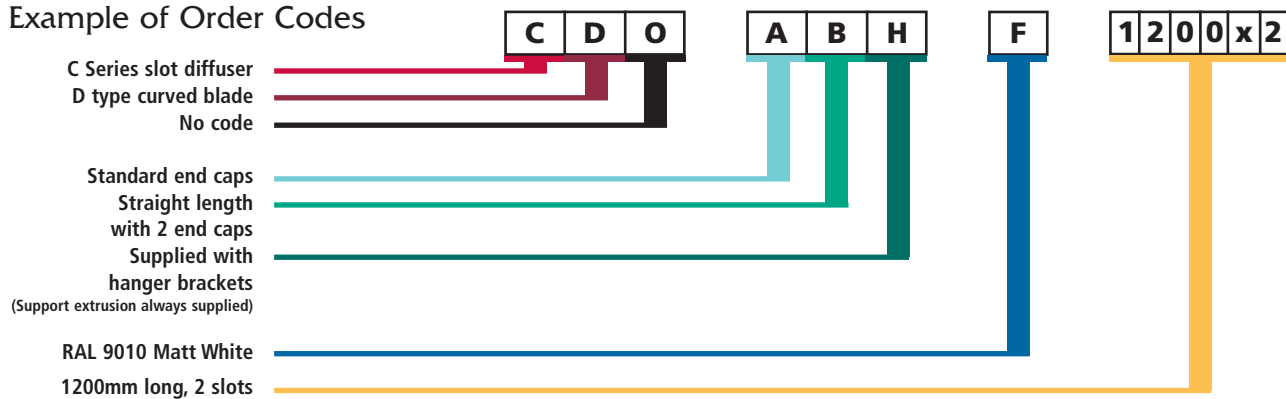 Example of Order Codes
C D O A B H F 1 2 0 0 x 2
C Series slot diffuser
D type curved blade
No code
Standard end caps
Straight length
with 2 end caps
Supplied with
hanger brackets
(Support extrusion always supplied)
RAL 9010 Matt White
1200mm long, 2 slots